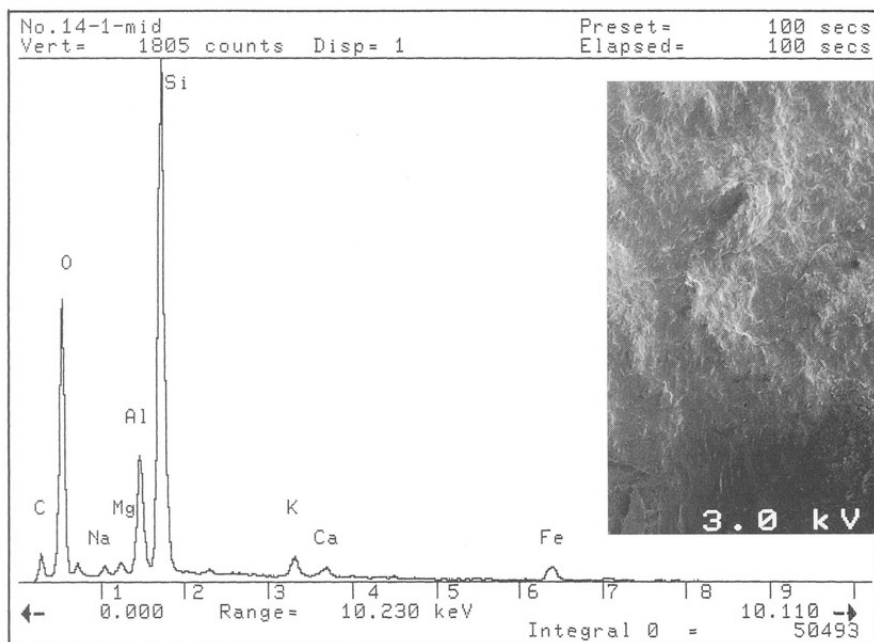 No.14-1-mid Preset= 100 secs
Vert= 1805 counts Disp= 1 Elapsed= 100 secs
Si
O
Al
C Na Mg K Ca Fe
3.0 kV
1 2 3 4 5 6 7 8 9
←- 0.000 Range= 10.230 keV 10.110 -→
Integral 0 = 50493